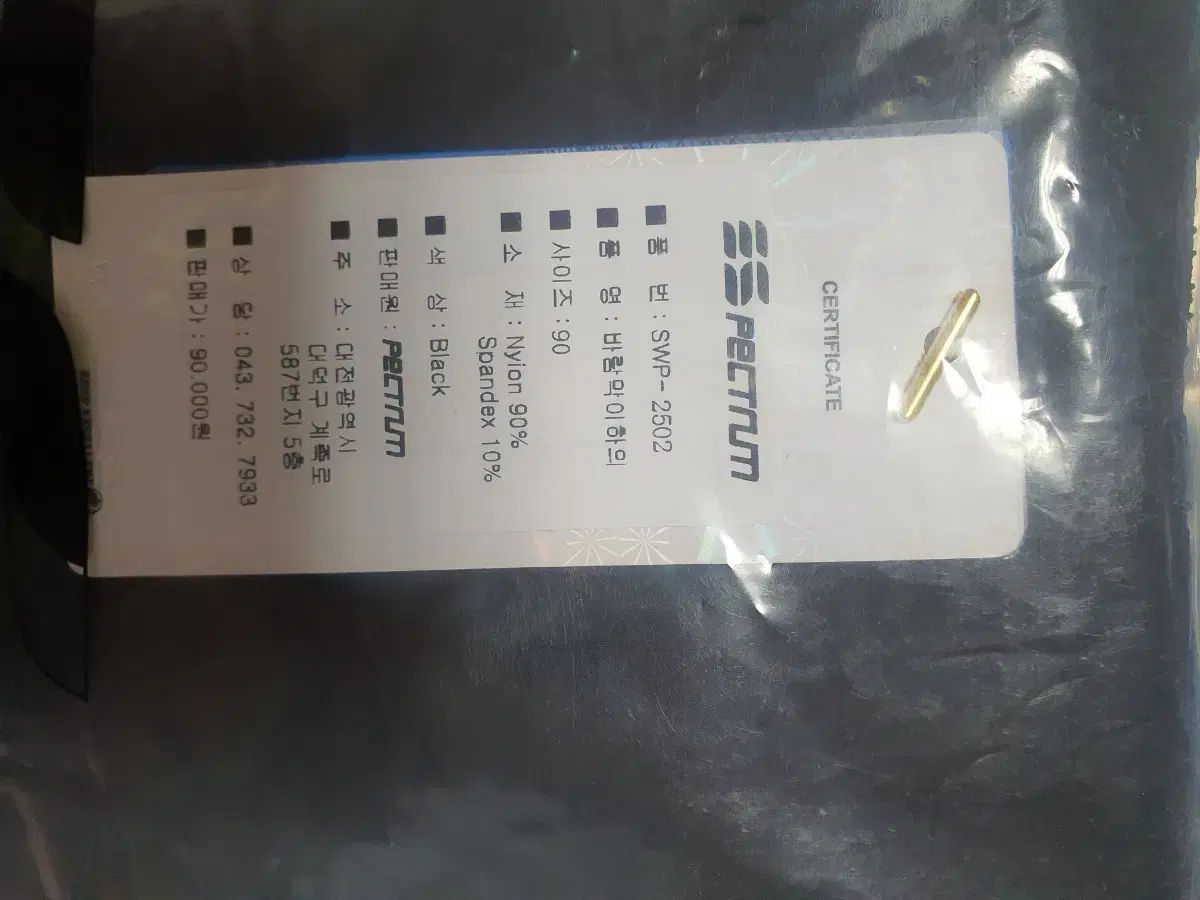 CERTIFICATE
PECTRUM
■ 품 번 : SWP- 2502
■ 품 명 : 바람막이하의
■ 사이즈 : 90
■ 소 재 : Nyion 90%
Spandex 10%
■ 색 상 : Black
■ 판매원 : PECTRUM
■ 주 소 : 대전광역시
대덕구 계족로
587번지 5층
■ 상 담 : 043. 732. 7933
■ 판매가 : 90.000원